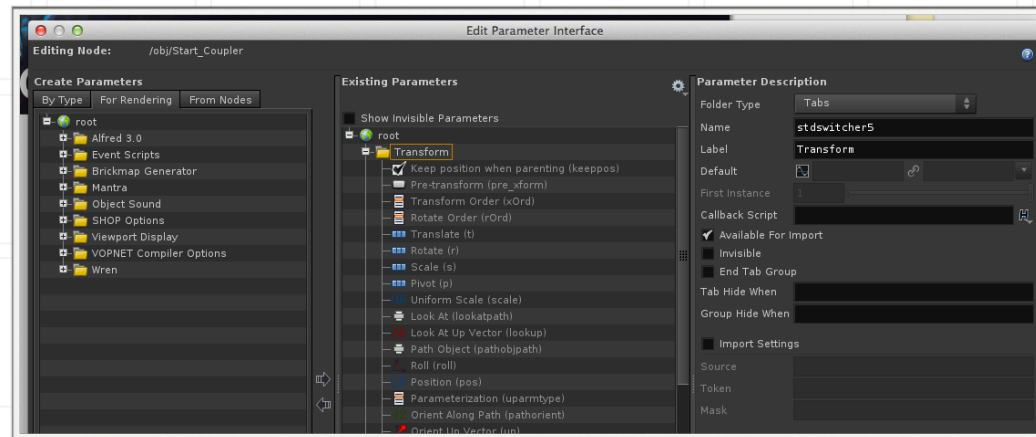 Edit Parameter Interface
Editing Node: /obj/Start_Coupler
Create Parameters
By Type For Rendering From Nodes
root
Alfred 3.0
Event Scripts
Brickmap Generator
Mantra
Object Sound
SHOP Options
Viewport Display
VOPNET Compiler Options
Wren
Existing Parameters
Show Invisible Parameters
root
Transform
Keep position when parenting (keeppos)
Pre-transform (pre_xform)
Transform Order (xOrd)
Rotate Order (rOrd)
Translate (t)
Rotate (r)
Scale (s)
Pivot (p)
Uniform Scale (scale)
Look At (lookatpath)
Look At Up Vector (lookup)
Path Object (pathobjpath)
Roll (roll)
Position (pos)
Parameterization (uparmtype)
Orient Along Path (pathorient)
Orient Up Vector (up)
Parameter Description
Folder Type Tabs
Name stdswitcher5
Label Transform
Default
First Instance 1
Callback Script
Available For Import
Invisible
End Tab Group
Tab Hide When
Group Hide When
Import Settings
Source
Token
Mask